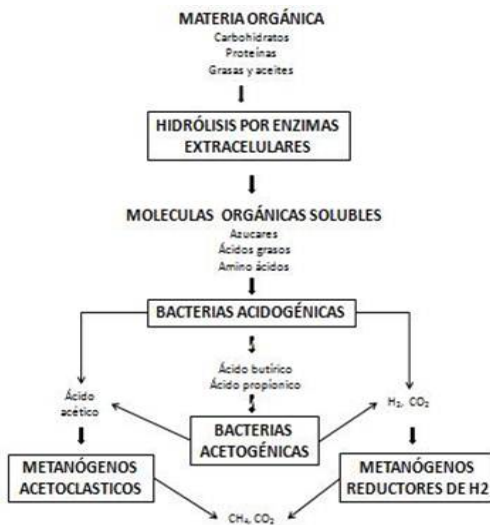 MATERIA ORGÁNICA
Carbohidratos
Proteínas
Grasas y aceites
HIDRÓLISIS POR ENZIMAS
EXTRACELULARES
MOLECULAS ORGÁNICAS SOLUBLES
Azucares
Ácidos grasos
Amino ácidos
BACTERIAS ACIDOGÉNICAS
Ácido butírico
Ácido propionico
Ácido
acético
H₂, CO₂
BACTERIAS
ACETOGÉNICAS
METANÓGENOS
ACETOCLASTICOS
METANÓGENOS
REDUCTORES DE H2
CH₄, CO₂